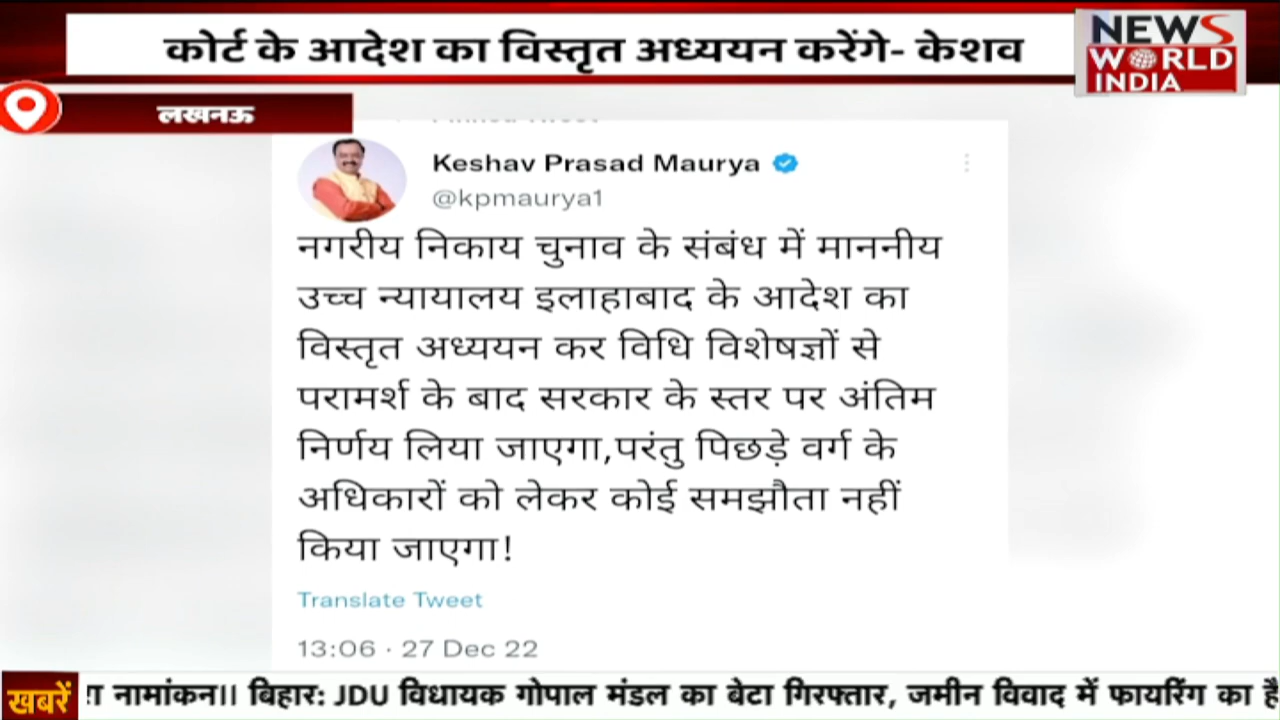 कोर्ट के आदेश का विस्तृत अध्ययन करेंगे- केशव
NEWS
WORLD
INDIA
लखनऊ
Keshav Prasad Maurya
@kpmaurya1
नगरीय निकाय चुनाव के संबंध में माननीय
उच्च न्यायालय इलाहाबाद के आदेश का
विस्तृत अध्ययन कर विधि विशेषज्ञों से
परामर्श के बाद सरकार के स्तर पर अंतिम
निर्णय लिया जाएगा,परंतु पिछड़े वर्ग के
अधिकारों को लेकर कोई समझौता नहीं
किया जाएगा!
Translate Tweet
13:06 · 27 Dec 22
खबरें
नामांकन।। बिहार: JDU विधायक गोपाल मंडल का बेटा गिरफ्तार, जमीन विवाद में फायरिंग का है